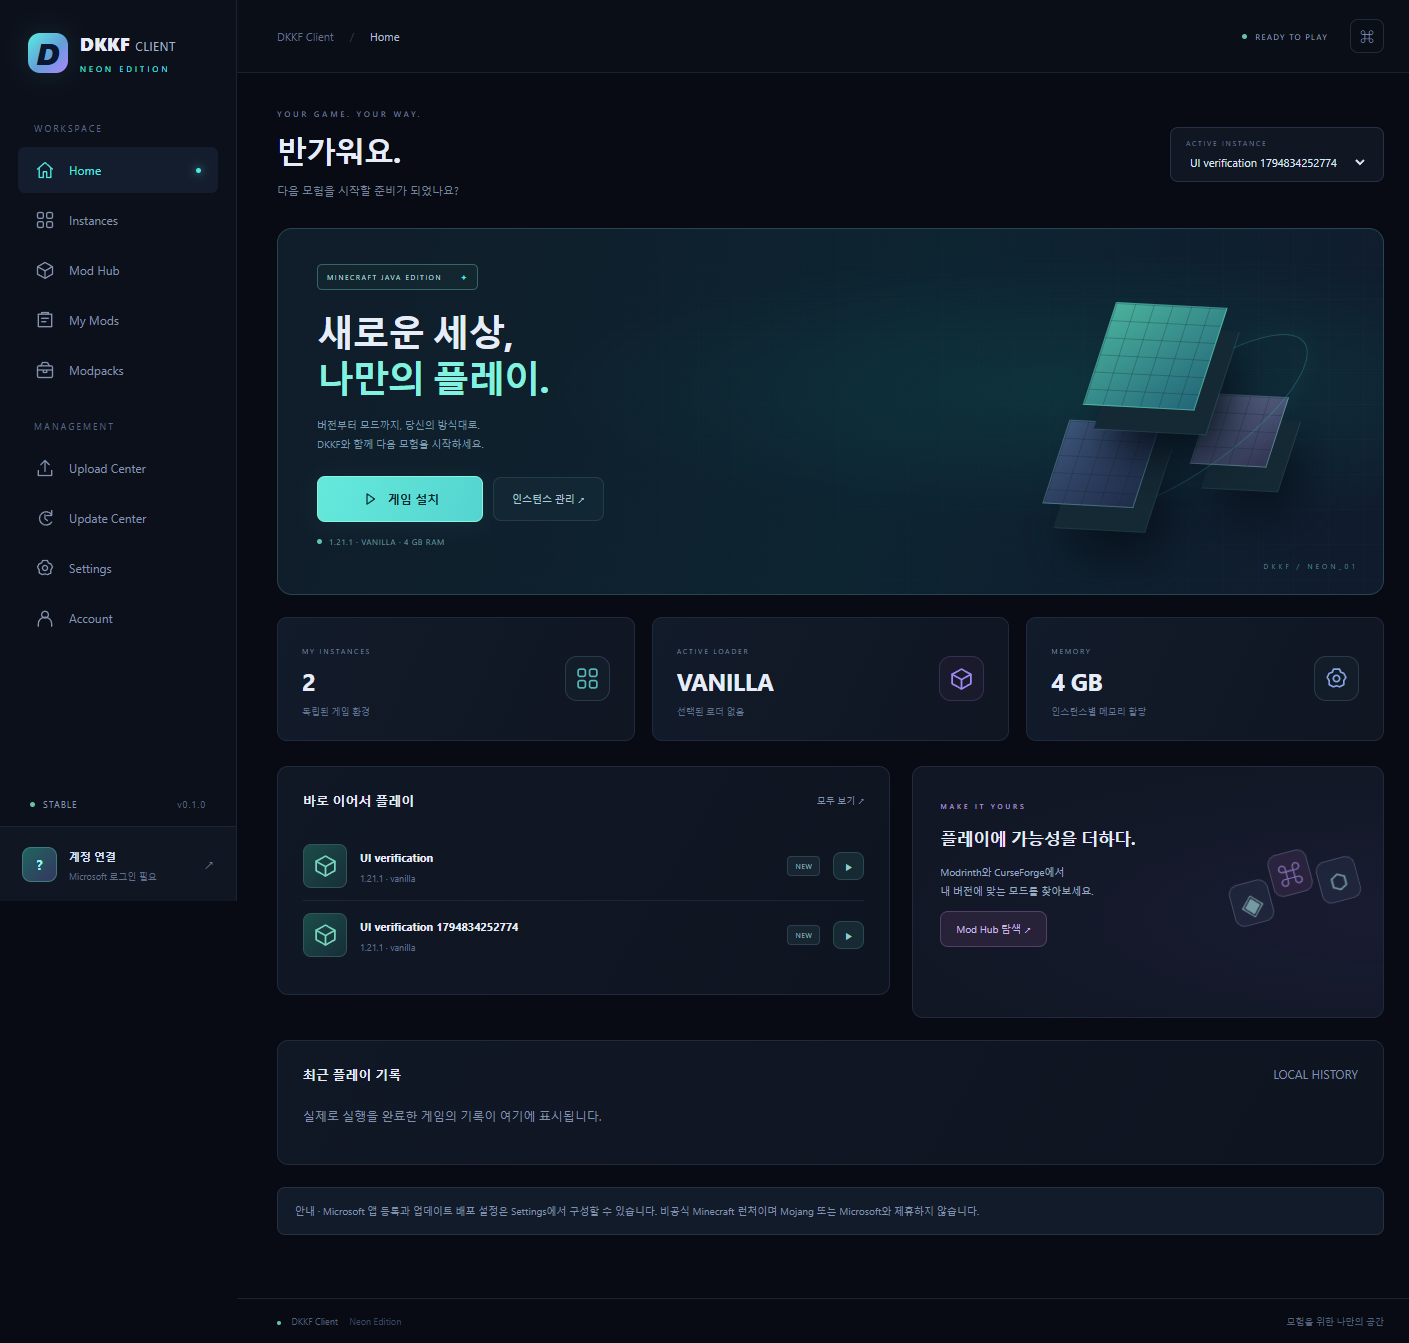 DKKF CLIENT
NEON EDITION
WORKSPACE
Home
Instances
Mod Hub
My Mods
Modpacks
MANAGEMENT
Upload Center
Update Center
Settings
Account
STABLE v0.1.0
? 계정 연결 ↗
Microsoft 로그인 필요
DKKF Client / Home
READY TO PLAY ⌘
YOUR GAME. YOUR WAY.
반가워요.
다음 모험을 시작할 준비가 되었나요?
ACTIVE INSTANCE
UI verification 1794834252774
MINECRAFT JAVA EDITION ✦
새로운 세상,
나만의 플레이.
버전부터 모드까지, 당신의 방식대로.
DKKF와 함께 다음 모험을 시작하세요.
게임 설치
인스턴스 관리 ↗
1.21.1 · VANILLA · 4 GB RAM
DKKF / NEON_01
MY INSTANCES
2
독립된 게임 환경
ACTIVE LOADER
VANILLA
선택된 로더 없음
MEMORY
4 GB
인스턴스별 메모리 할당
바로 이어서 플레이
모두 보기 ↗
UI verification
1.21.1 · vanilla
NEW
UI verification 1794834252774
1.21.1 · vanilla
NEW
MAKE IT YOURS
플레이에 가능성을 더하다.
Modrinth와 CurseForge에서
내 버전에 맞는 모드를 찾아보세요.
Mod Hub 탐색 ↗
최근 플레이 기록
LOCAL HISTORY
실제로 실행을 완료한 게임의 기록이 여기에 표시됩니다.
안내 · Microsoft 앱 등록과 업데이트 배포 설정은 Settings에서 구성할 수 있습니다. 비공식 Minecraft 런처이며 Mojang 또는 Microsoft와 제휴하지 않습니다.
DKKF Client Neon Edition
모험을 위한 나만의 공간